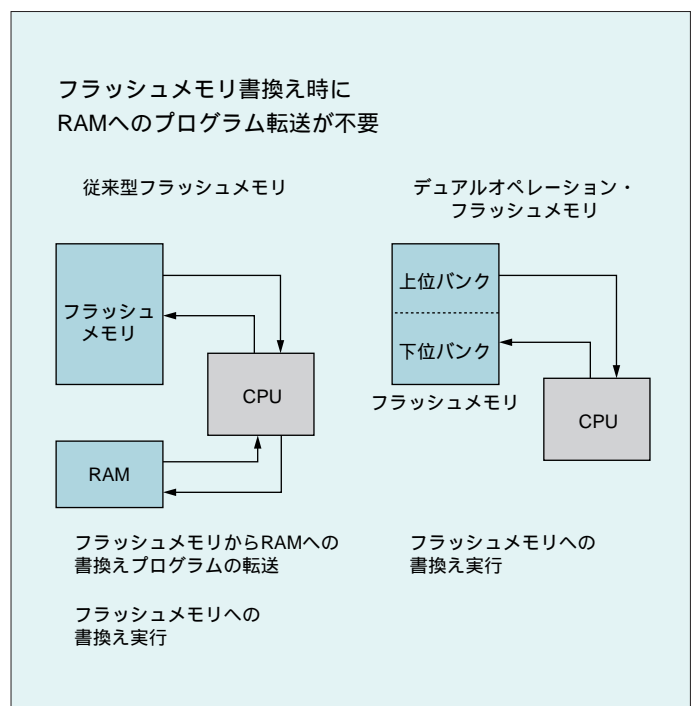 フラッシュメモリ書換え時に
RAMへのプログラム転送が不要
従来型フラッシュメモリ
フラッシュ
メモリ
CPU
RAM
フラッシュメモリからRAMへの
書換えプログラムの転送
フラッシュメモリへの
書換え実行
デュアルオペレーション・
フラッシュメモリ
上位バンク
下位バンク
フラッシュメモリ
CPU
フラッシュメモリへの
書換え実行